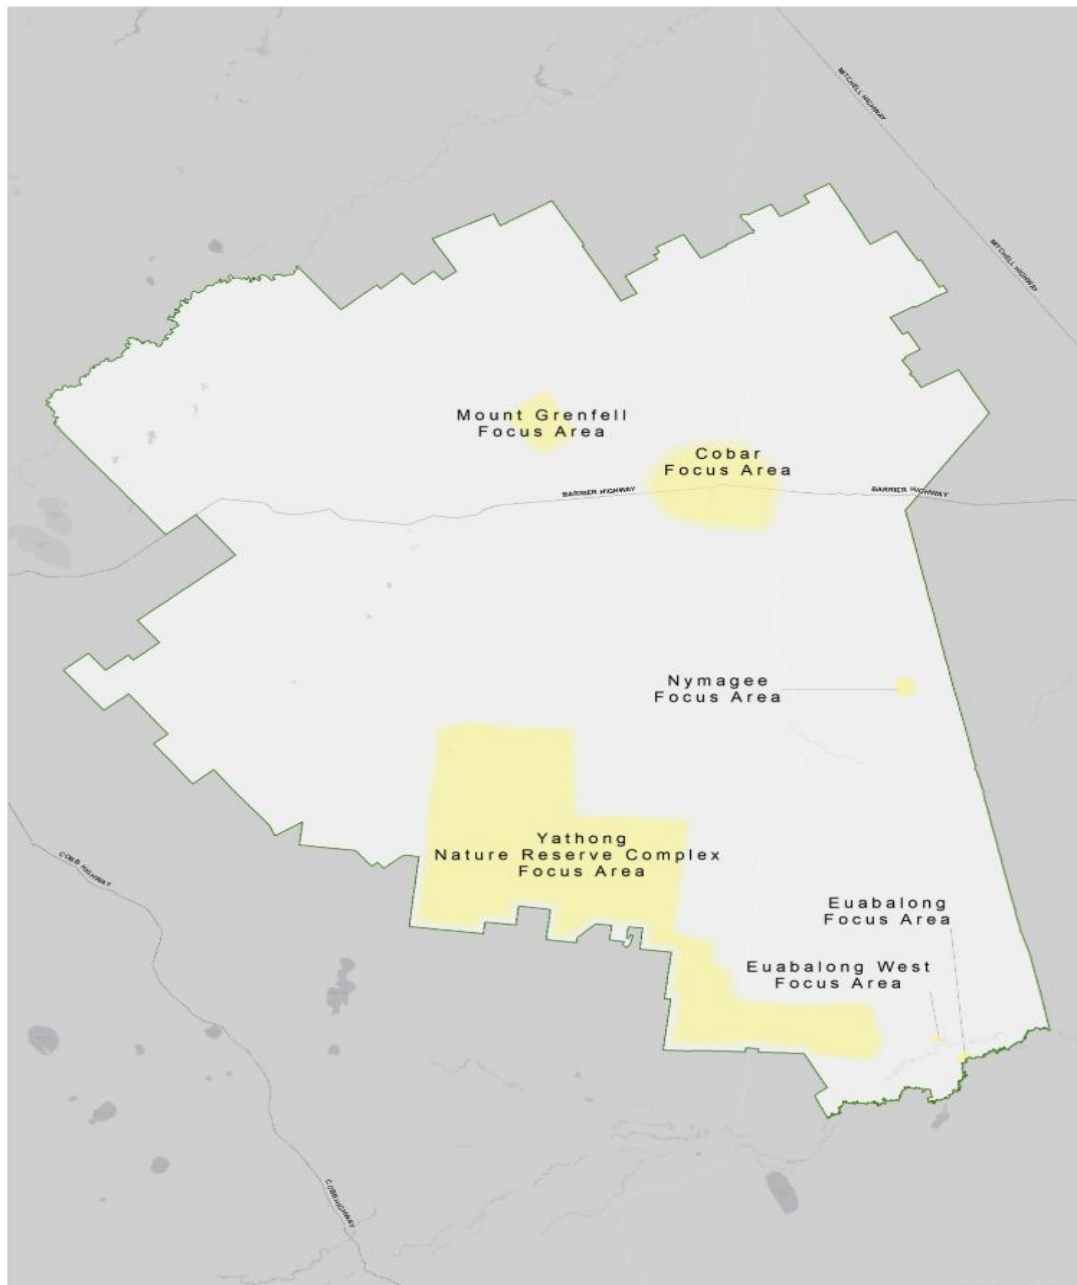 MITCHELL HIGHWAY
MITCHELL HIGHWAY
Mount Grenfell
Focus Area
Cobar
Focus Area
BARRIER HIGHWAY
BARRIER HIGHWAY
Nymagee
Focus Area
Yathong
Nature Reserve Complex
Focus Area
COBB HIGHWAY
Euabalong
Focus Area
Euabalong West
Focus Area
COBB HIGHWAY